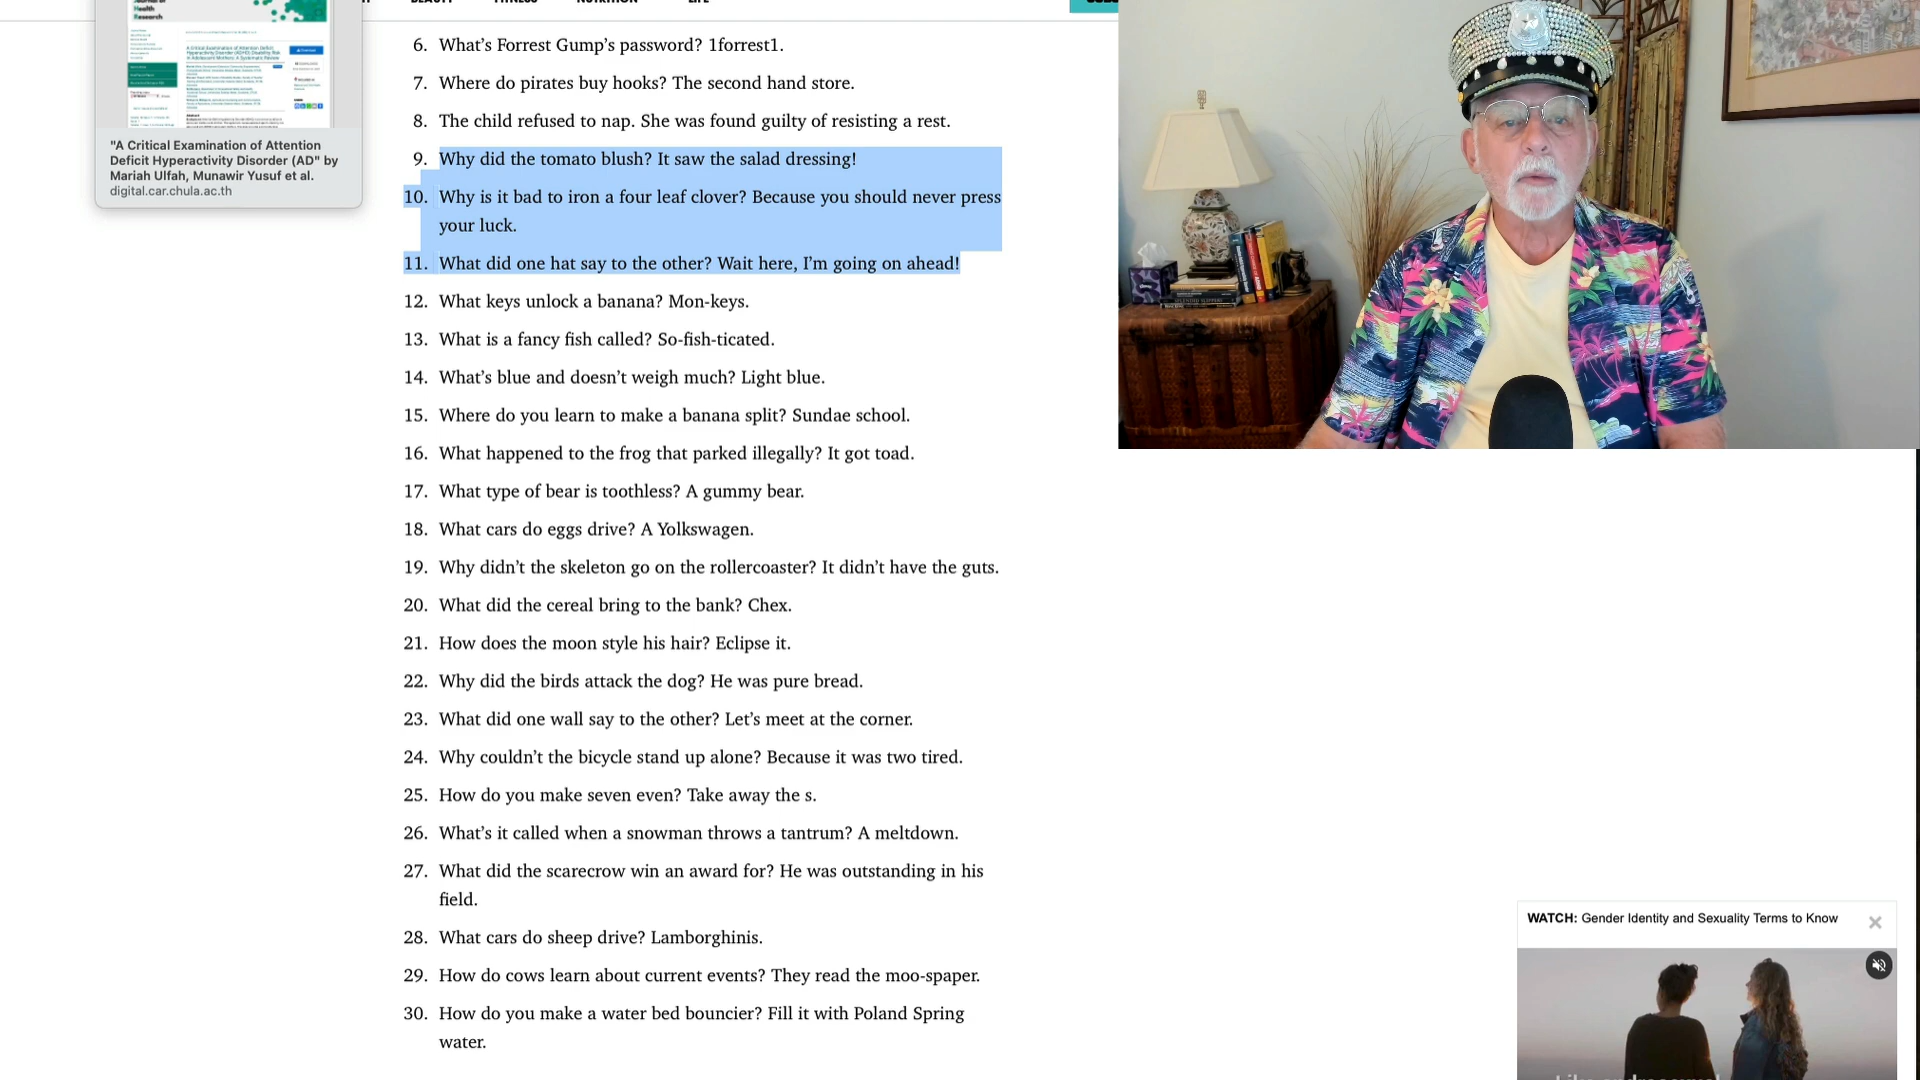 Health
Research
"A Critical Examination of Attention
Deficit Hyperactivity Disorder (AD" by
Mariah Ulfah, Munawir Yusuf et al.
digital.car.chula.ac.th
BEAUTY FITNESS NUTRITION LIFE
6. What’s Forrest Gump’s password? 1forrest1.
7. Where do pirates buy hooks? The second hand store.
8. The child refused to nap. She was found guilty of resisting a rest.
9. Why did the tomato blush? It saw the salad dressing!
10. Why is it bad to iron a four leaf clover? Because you should never press
your luck.
11. What did one hat say to the other? Wait here, I’m going on ahead!
12. What keys unlock a banana? Mon-keys.
13. What is a fancy fish called? So-fish-ticated.
14. What’s blue and doesn’t weigh much? Light blue.
15. Where do you learn to make a banana split? Sundae school.
16. What happened to the frog that parked illegally? It got toad.
17. What type of bear is toothless? A gummy bear.
18. What cars do eggs drive? A Yolkswagen.
19. Why didn’t the skeleton go on the rollercoaster? It didn’t have the guts.
20. What did the cereal bring to the bank? Chex.
21. How does the moon style his hair? Eclipse it.
22. Why did the birds attack the dog? He was pure bread.
23. What did one wall say to the other? Let’s meet at the corner.
24. Why couldn’t the bicycle stand up alone? Because it was two tired.
25. How do you make seven even? Take away the s.
26. What’s it called when a snowman throws a tantrum? A meltdown.
27. What did the scarecrow win an award for? He was outstanding in his
field.
28. What cars do sheep drive? Lamborghinis.
29. How do cows learn about current events? They read the moo-spaper.
30. How do you make a water bed bouncier? Fill it with Poland Spring
water.
WATCH: Gender Identity and Sexuality Terms to Know